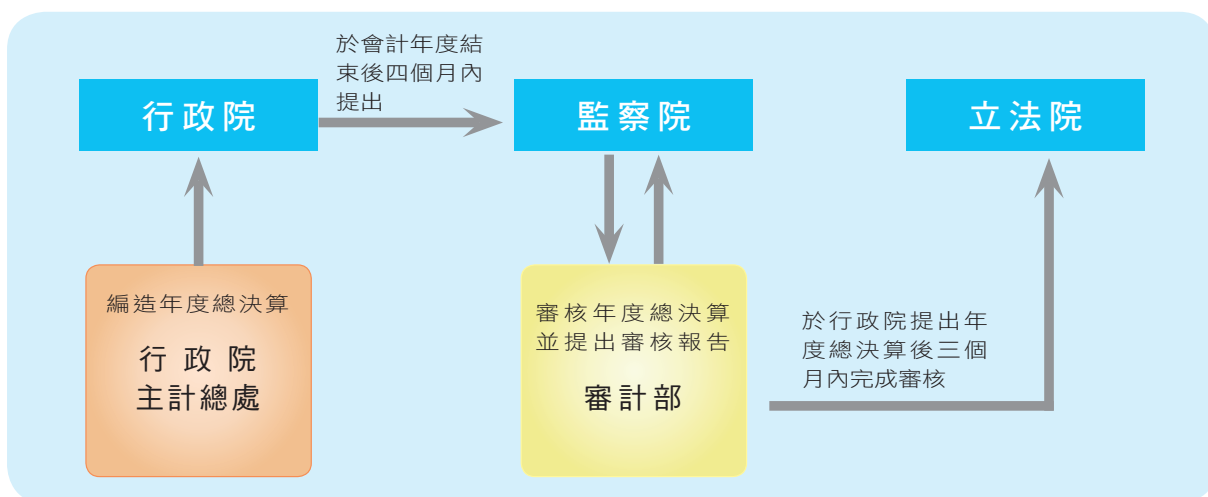 於會計年度結
束後四個月內
提出
行政院
監察院
立法院
編造年度總決算
行政院
主計總處
審核年度總決算
並提出審核報告
審計部
於行政院提出年
度總決算後三個
月內完成審核